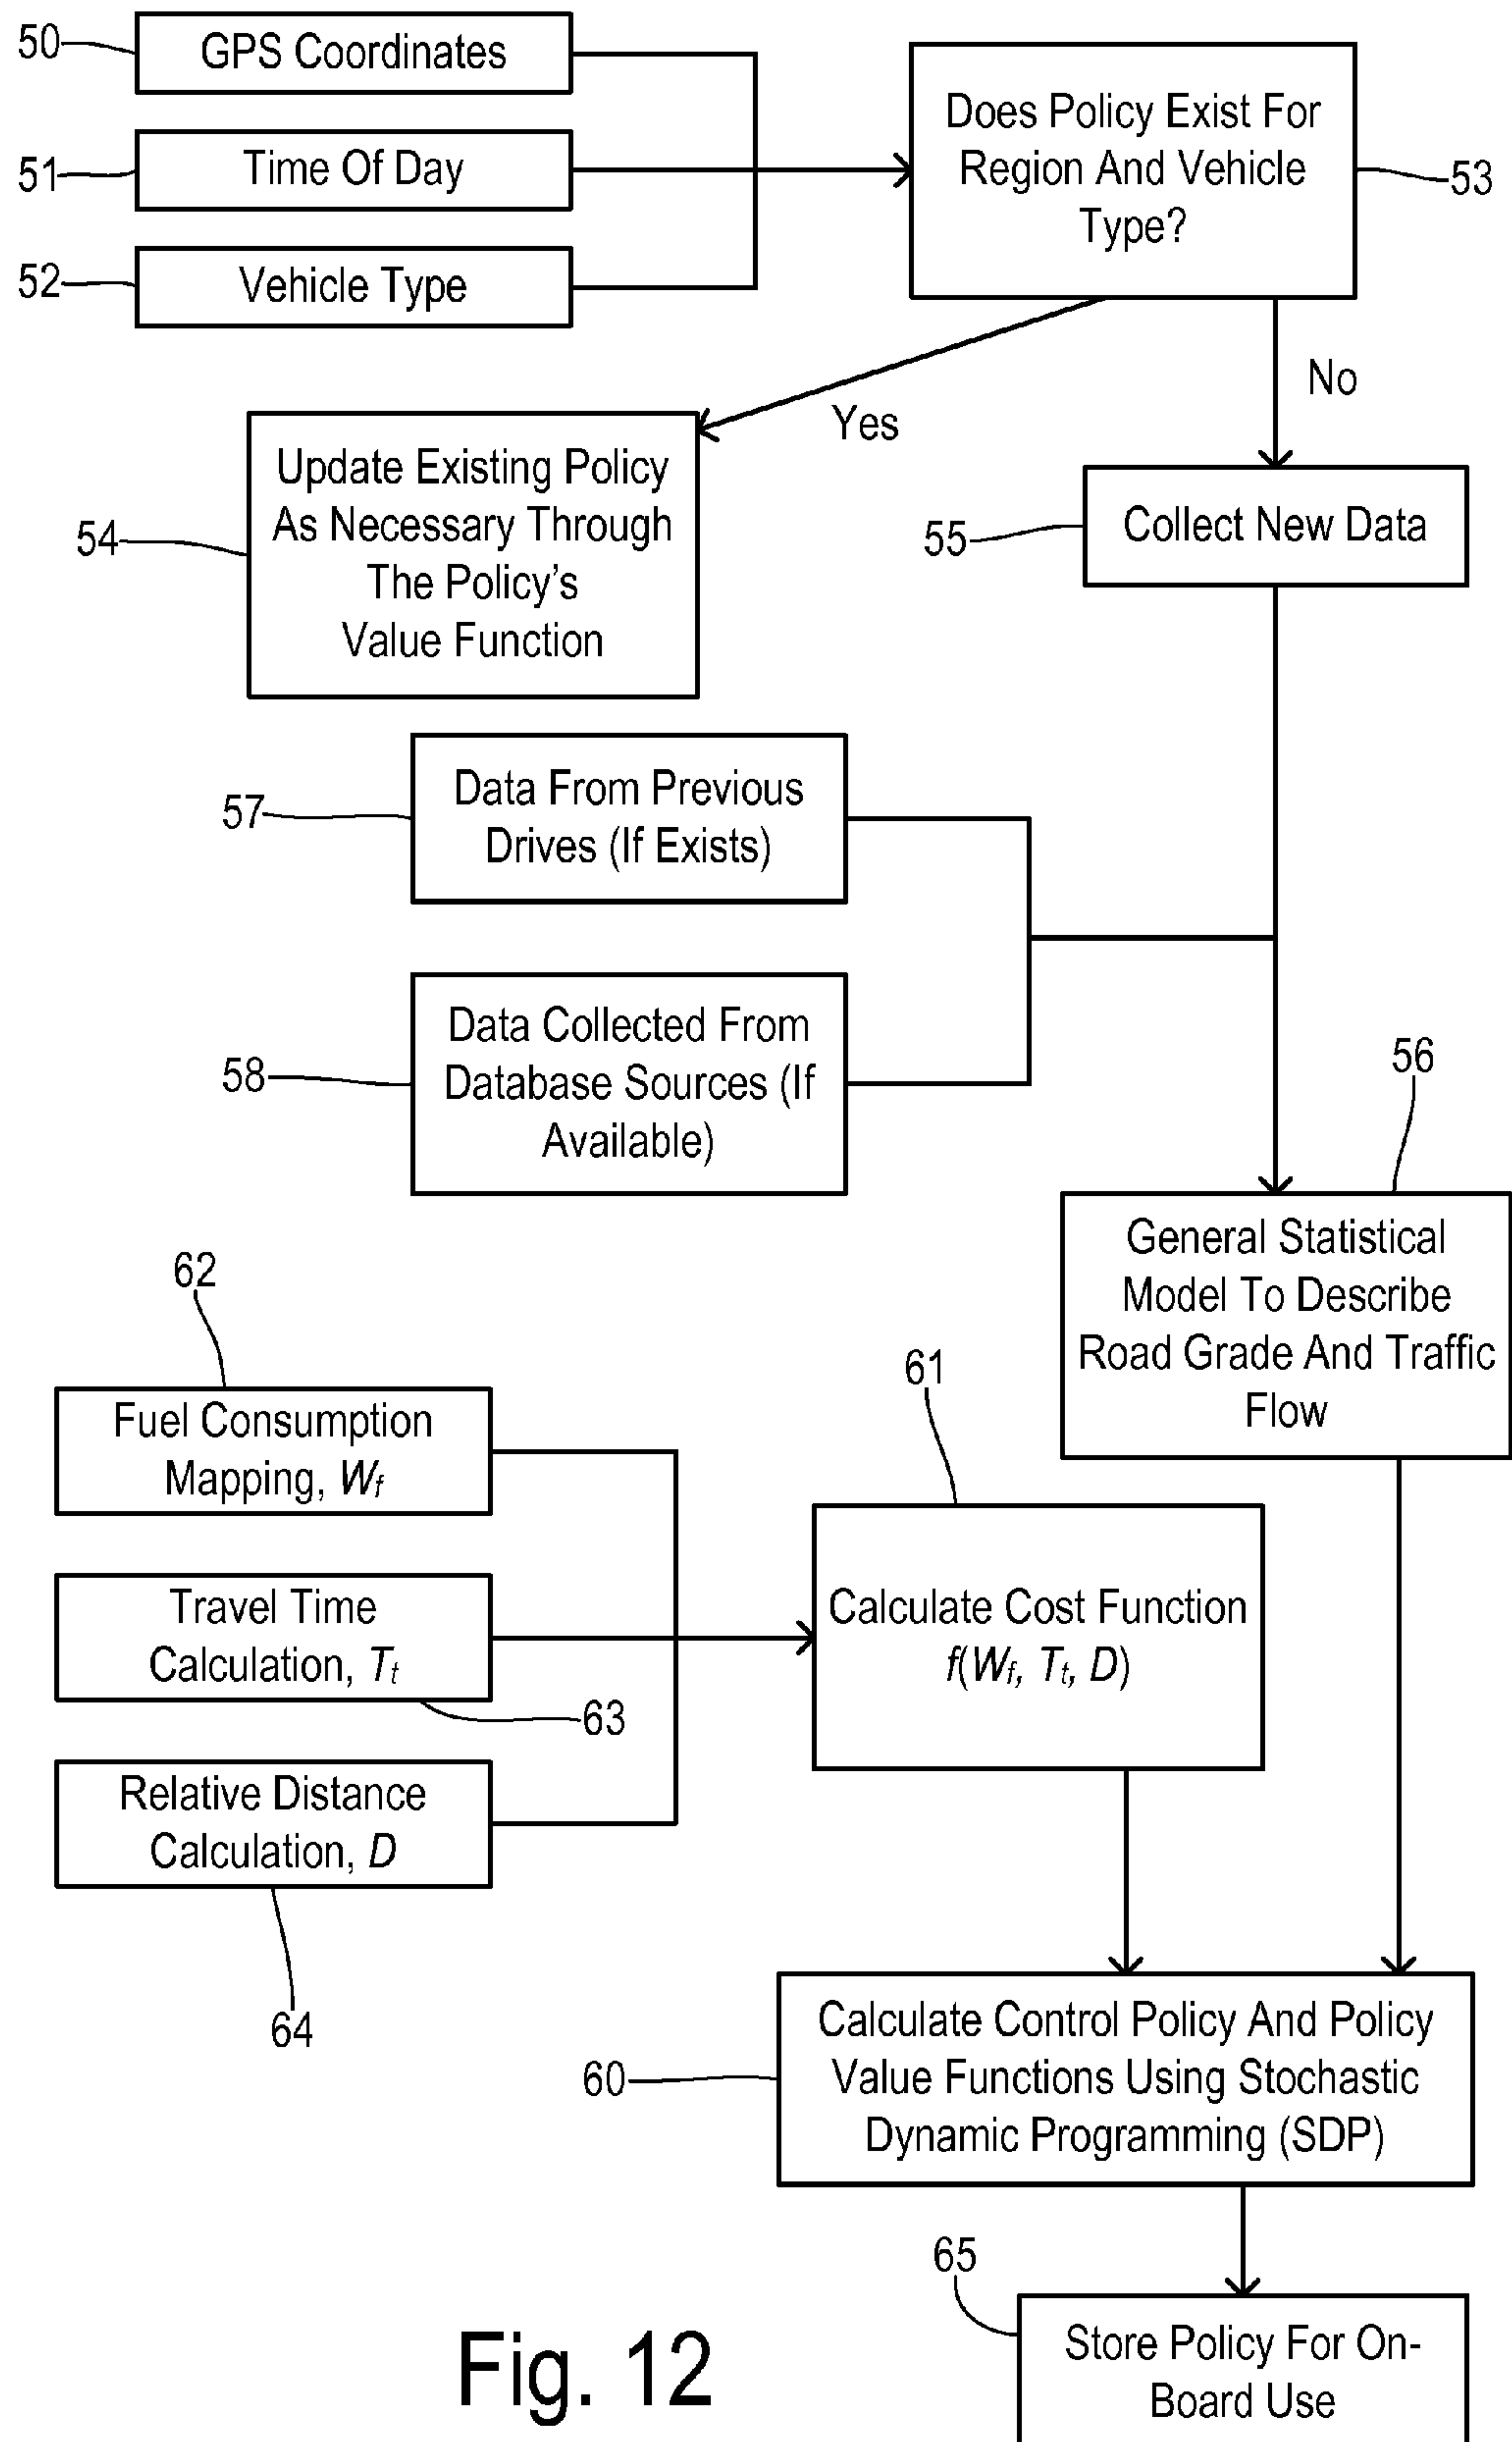 50
GPS Coordinates
51
Time Of Day
52
Vehicle Type
Does Policy Exist For
Region And Vehicle
Type?
53
Yes
No
54
Update Existing Policy
As Necessary Through
The Policy's
Value Function
55
Collect New Data
57
Data From Previous
Drives (If Exists)
58
Data Collected From
Database Sources (If
Available)
56
General Statistical
Model To Describe
Road Grade And Traffic
Flow
62
Fuel Consumption
Mapping, Wf
Travel Time
Calculation, Tt
63
Relative Distance
Calculation, D
64
61
Calculate Cost Function
f(Wf, Tt, D)
60
Calculate Control Policy And Policy
Value Functions Using Stochastic
Dynamic Programming (SDP)
65
Store Policy For On-
Board Use
Fig. 12